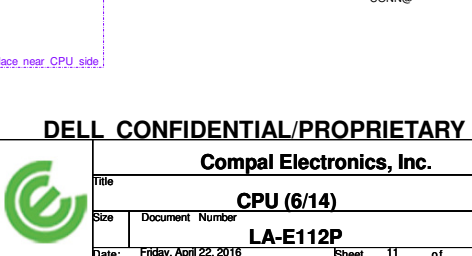 place near CPU side
DELL CONFIDENTIAL/PROPRIETARY
Compal Electronics, Inc.
Title
CPU (6/14)
Size Document Number
LA-E112P
Date: Friday, April 22, 2016 Sheet 11 of